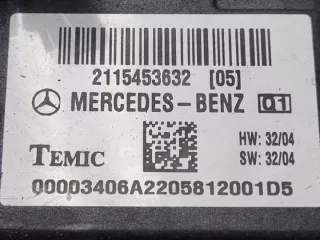 2115453632 [05]
MERCEDES-BENZ Q1
HW: 32/04
TEMIC SW: 32/04
00003406A2205812001D5